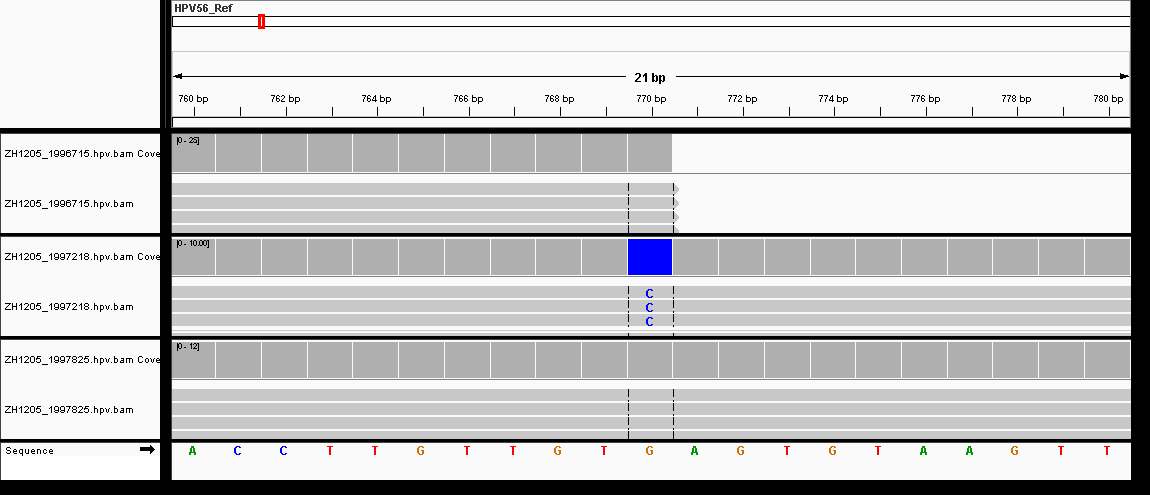 HPV56_Ref
21 bp
760 bp 762 bp 764 bp 766 bp 768 bp 770 bp 772 bp 774 bp 776 bp 778 bp 780 bp
ZH1205_1996715.hpv.bam Cove
[0 - 25]
ZH1205_1996715.hpv.bam
ZH1205_1997218.hpv.bam Cove
[0 - 10.00]
ZH1205_1997218.hpv.bam
C
C
C
ZH1205_1997825.hpv.bam Cove
[0 - 12]
ZH1205_1997825.hpv.bam
Sequence A C C T T G T T G T G A G T G T A A G T T